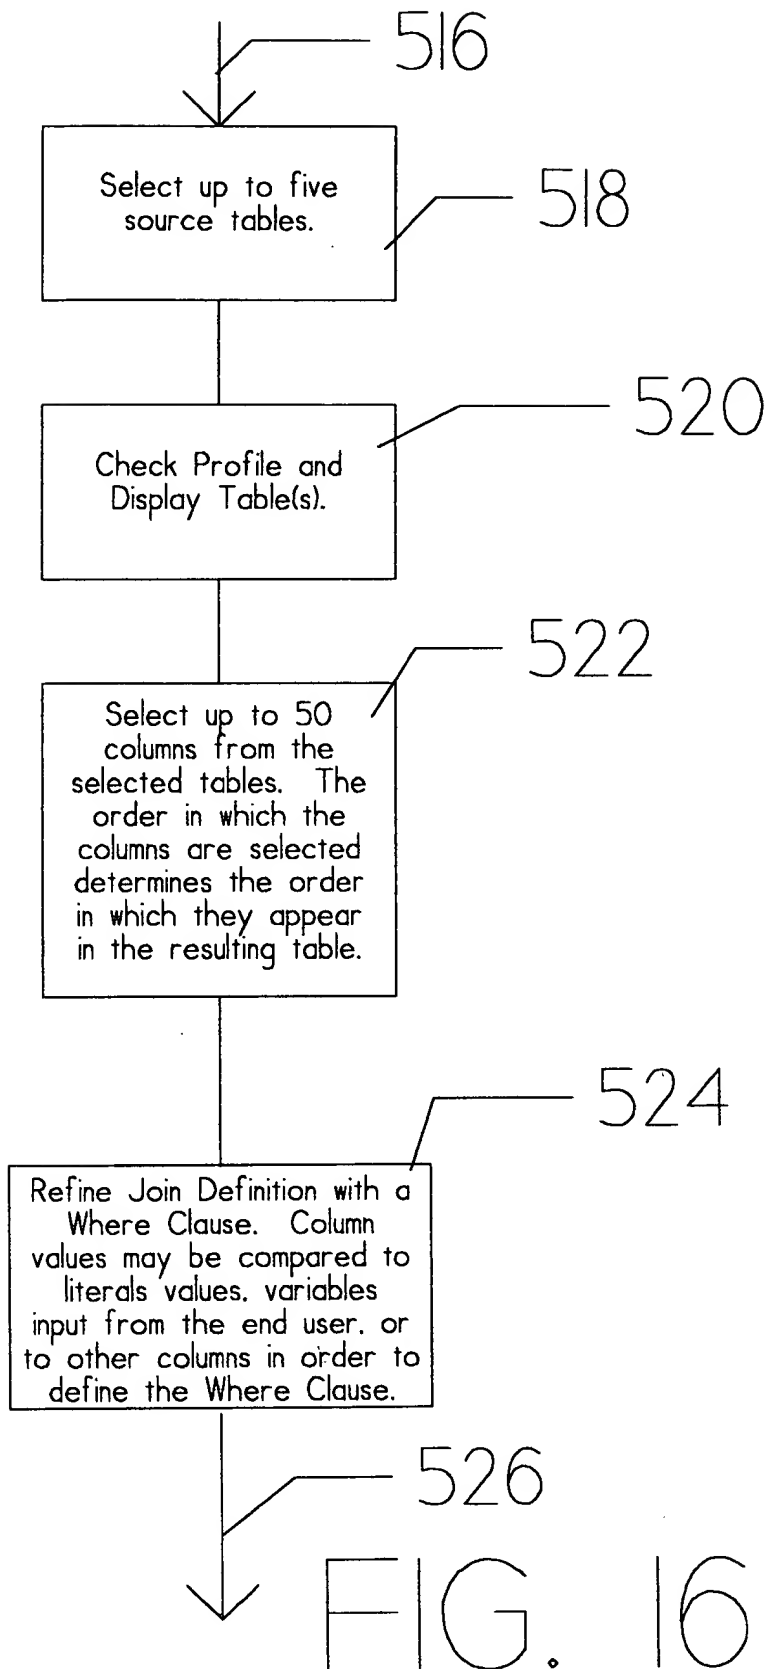 516
Select up to five
source tables.
518
520
Check Profile and
Display Table(s).
522
Select up to 50
columns from the
selected tables. The
order in which the
columns are selected
determines the order
in which they appear
in the resulting table.
524
Refine Join Definition with a
Where Clause. Column
values may be compared to
literals values, variables
input from the end user, or
to other columns in order to
define the Where Clause.
526
FIG. 16